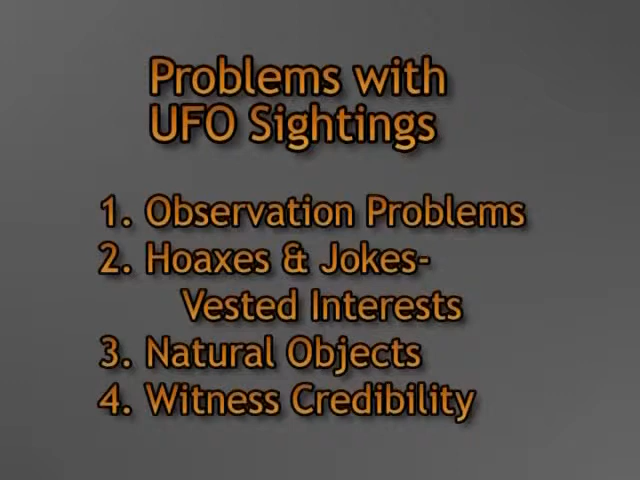 Problems with
UFO Sightings
1. Observation Problems
2. Hoaxes & Jokes-
Vested Interests
3. Natural Objects
4. Witness Credibility